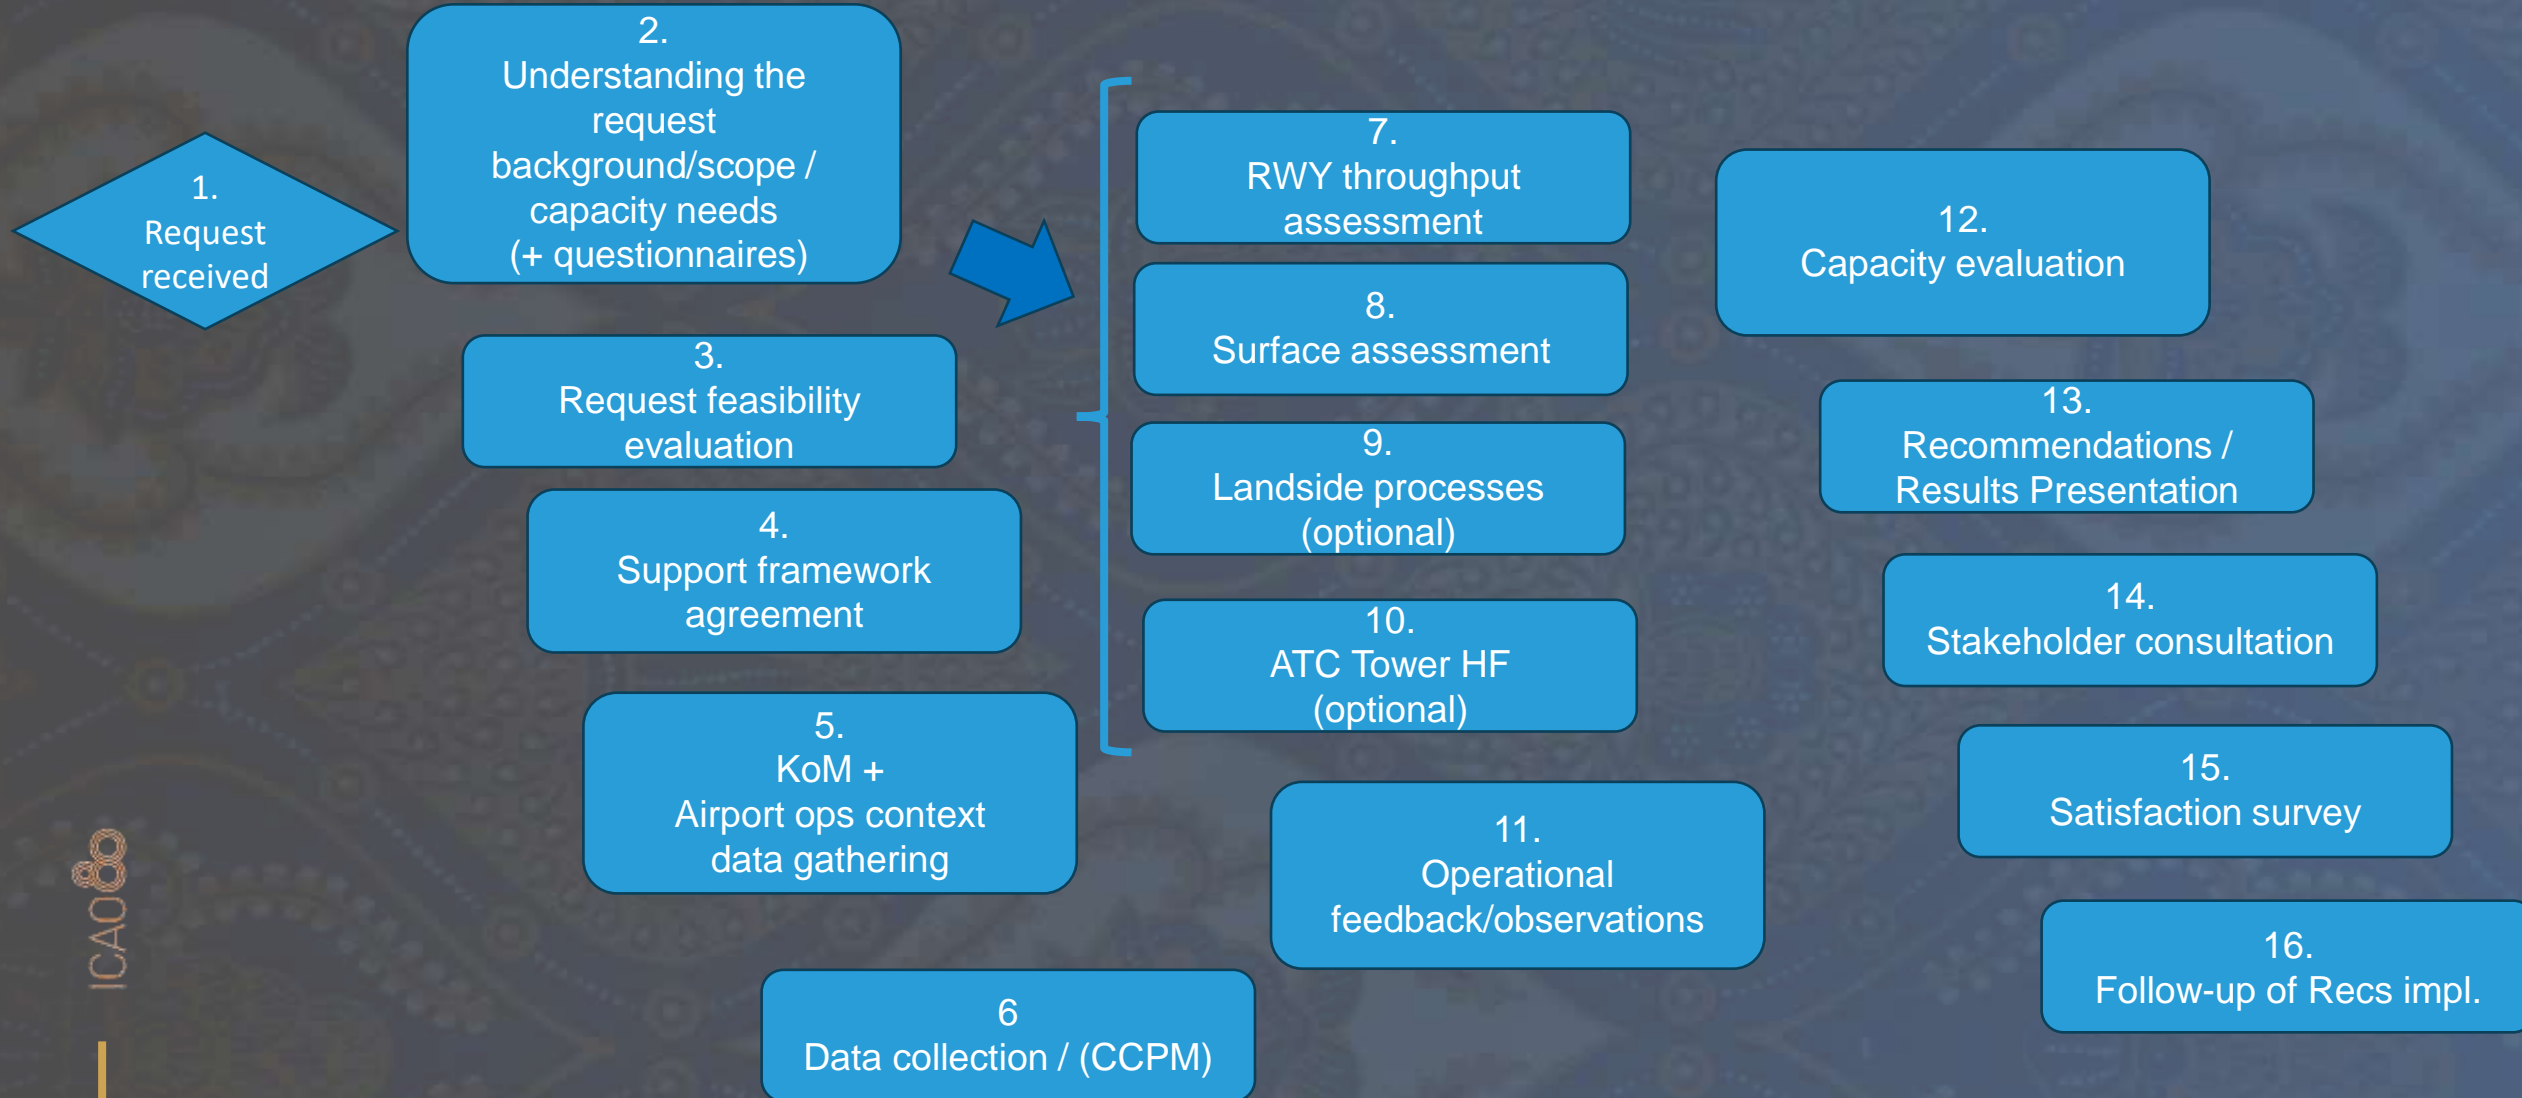 1.
Request
received
2.
Understanding the
request
background/scope /
capacity needs
(+ questionnaires)
3.
Request feasibility
evaluation
4.
Support framework
agreement
5.
KoM +
Airport ops context
data gathering
6
Data collection / (CCPM)
7.
RWY throughput
assessment
8.
Surface assessment
9.
Landside processes
(optional)
10.
ATC Tower HF
(optional)
11.
Operational
feedback/observations
12.
Capacity evaluation
13.
Recommendations /
Results Presentation
14.
Stakeholder consultation
15.
Satisfaction survey
16.
Follow-up of Recs impl.
ICAO80